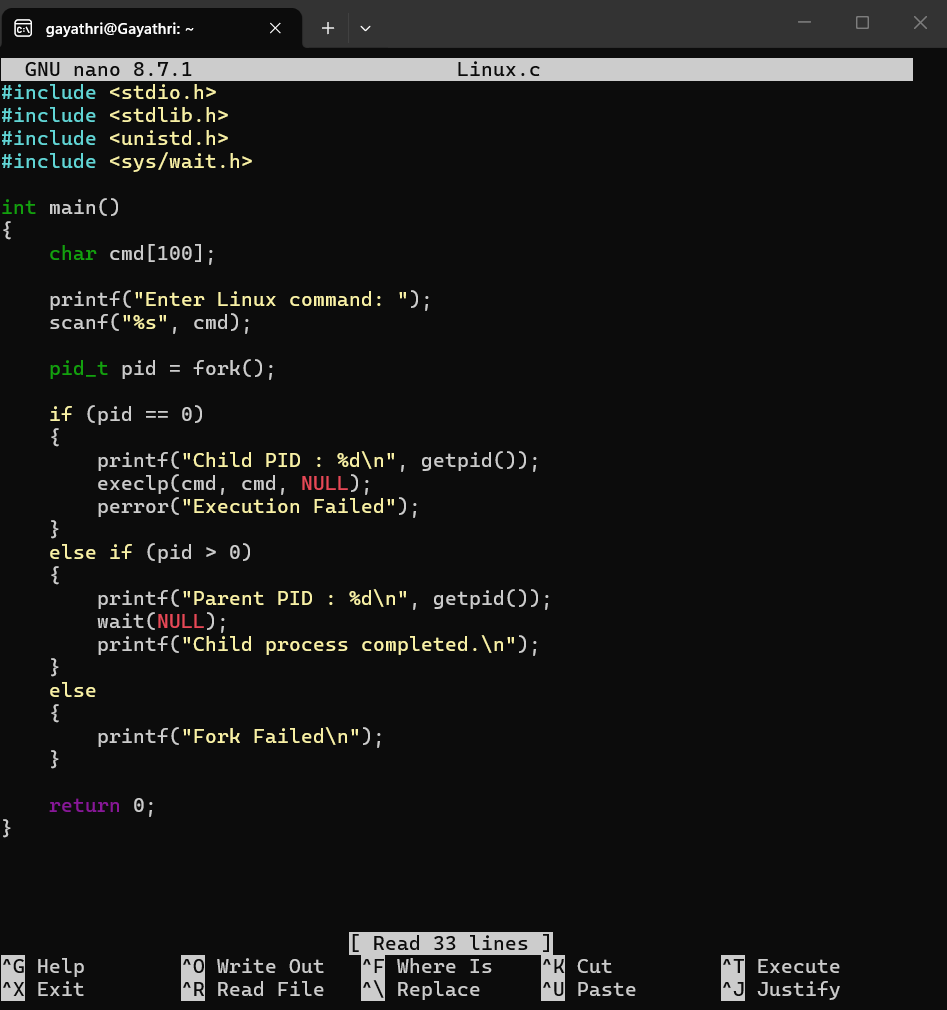 gayathri@Gayathri: ~
GNU nano 8.7.1 Linux.c
#include <stdio.h>
#include <stdlib.h>
#include <unistd.h>
#include <sys/wait.h>

int main()
{
    char cmd[100];

    printf("Enter Linux command: ");
    scanf("%s", cmd);

    pid_t pid = fork();

    if (pid == 0)
    {
        printf("Child PID : %d\n", getpid());
        execlp(cmd, cmd, NULL);
        perror("Execution Failed");
    }
    else if (pid > 0)
    {
        printf("Parent PID : %d\n", getpid());
        wait(NULL);
        printf("Child process completed.\n");
    }
    else
    {
        printf("Fork Failed\n");
    }

    return 0;
}
[ Read 33 lines ]
^G Help ^O Write Out ^F Where Is ^K Cut ^T Execute
^X Exit ^R Read File ^\ Replace ^U Paste ^J Justify